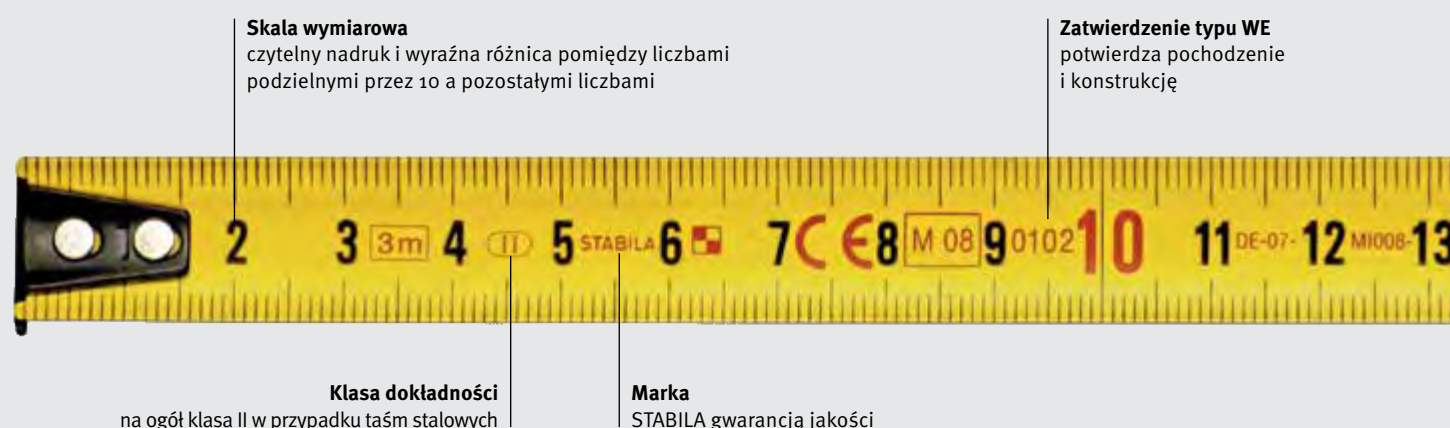 Skala wymiarowa
czytelny nadruk i wyraźna różnica pomiędzy liczbami
podzielnymi przez 10 a pozostałymi liczbami
Zatwierdzenie typu WE
potwierdza pochodzenie
i konstrukcję
2 3 3m 4 II 5 STABILA 6 7 CE 8 M 08 9 0102 10 11 DE-07- 12 MI008- 13
Klasa dokładności
na ogół klasa II w przypadku taśm stalowych
Marka
STABILA gwarancją jakości